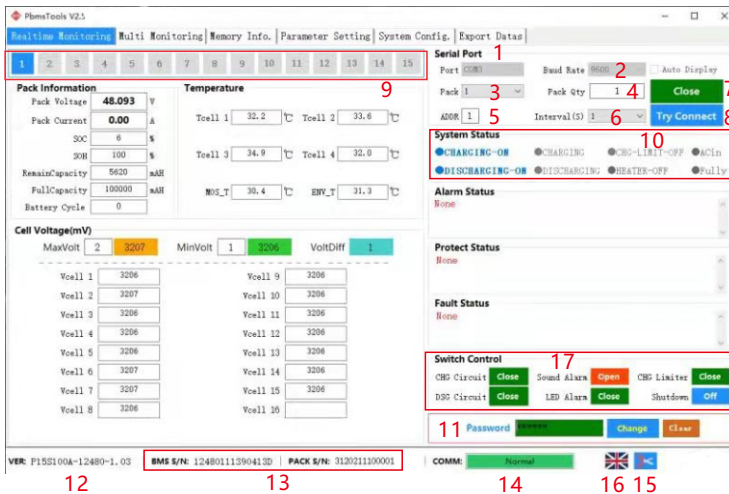 PbmsTools V2.5
Realtime Monitoring Multi Monitoring Memory Info. Parameter Setting System Config. Export Datas
1 2 3 4 5 6 7 8 9 10 11 12 13 14 15
9
Pack Information
Pack Voltage 48.093 V
Pack Current 0.00 A
SOC 6 %
SOH 100 %
RemainCapacity 5620 mAH
FullCapacity 100000 mAH
Battery Cycle 0
Temperature
Tcell 1 32.2 ℃ Tcell 2 33.6 ℃
Tcell 3 34.9 ℃ Tcell 4 32.0 ℃
MOS_T 30.4 ℃ ENV_T 31.3 ℃
Cell Voltage(mV)
MaxVolt 2 3207 MinVolt 1 3206 VoltDiff 1
Vcell 1 3206 Vcell 9 3206
Vcell 2 3207 Vcell 10 3206
Vcell 3 3206 Vcell 11 3206
Vcell 4 3206 Vcell 12 3206
Vcell 5 3206 Vcell 13 3206
Vcell 6 3206 Vcell 14 3206
Vcell 7 3207 Vcell 15 3206
Vcell 8 3206 Vcell 16
Serial Port 1
Port COM3 Baud Rate 9600 2 Auto Display
Pack 1 3 Pack Qty 1 4 Close 7
ADDR 1 5 Interval(S) 1 6 Try Connect 8
System Status 10
CHARGING-ON CHARGING CHG-LIMIT-OFF ACin
DISCHARGING-ON DISCHARGING HEATER-OFF Fully
Alarm Status
None
Protect Status
None
Fault Status
None
Switch Control 17
CHG Circuit Close Sound Alarm Open CHG Limiter Close
DSG Circuit Close LED Alarm Close Shutdown Off
11 Password ****** Change Clear
VER: P15S100A-12480-1.03 BMS S/N: 12480111390413D PACK S/N: 3120211100001 COMM: Normal
12 13 14 16 15